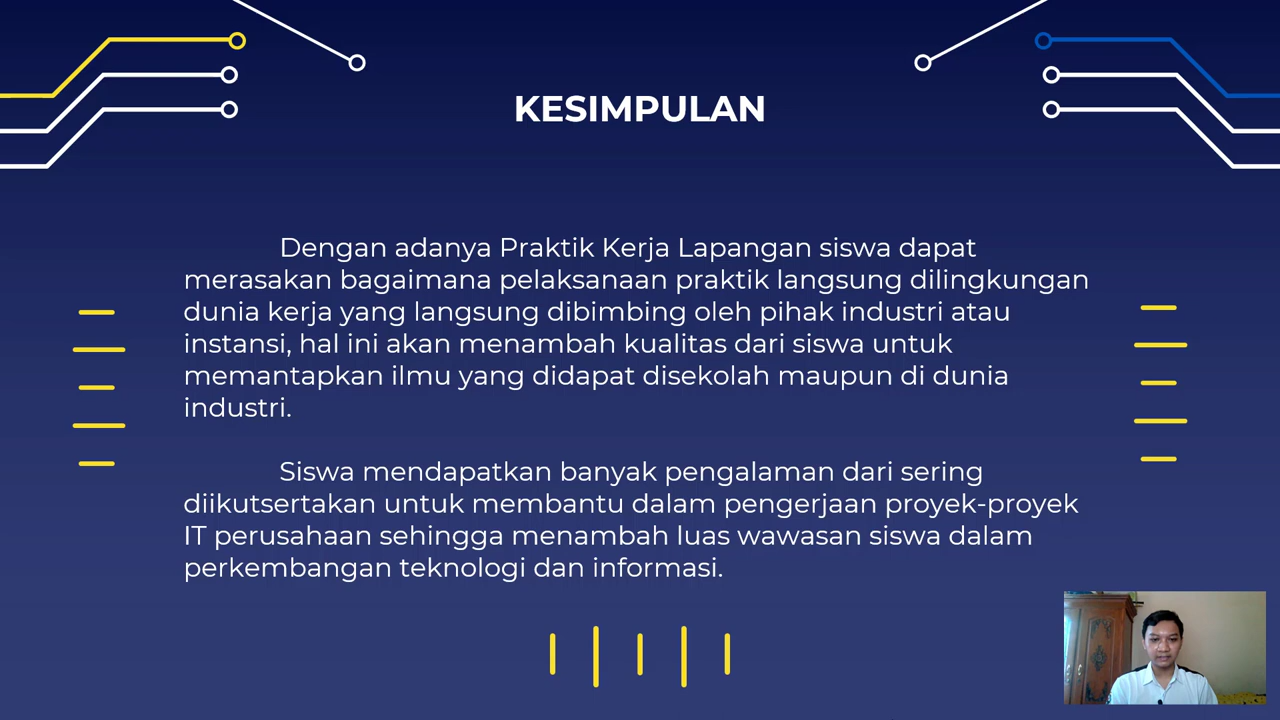 KESIMPULAN
Dengan adanya Praktik Kerja Lapangan siswa dapat
merasakan bagaimana pelaksanaan praktik langsung dilingkungan
dunia kerja yang langsung dibimbing oleh pihak industri atau
instansi, hal ini akan menambah kualitas dari siswa untuk
memantapkan ilmu yang didapat disekolah maupun di dunia
industri.
Siswa mendapatkan banyak pengalaman dari sering
diikutsertakan untuk membantu dalam pengerjaan proyek-proyek
IT perusahaan sehingga menambah luas wawasan siswa dalam
perkembangan teknologi dan informasi.